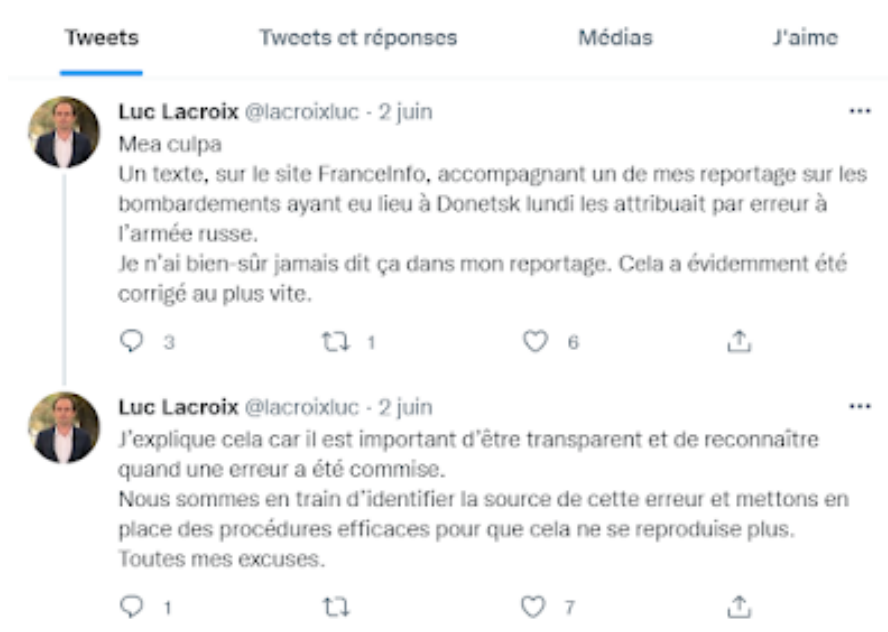 Tweets Tweets et réponses Médias J'aime
Luc Lacroix @lacroixluc · 2 juin
Mea culpa
Un texte, sur le site FranceInfo, accompagnant un de mes reportage sur les
bombardements ayant eu lieu à Donetsk lundi les attribuait par erreur à
l'armée russe.
Je n'ai bien-sûr jamais dit ça dans mon reportage. Cela a évidemment été
corrigé au plus vite.
3 1 6
Luc Lacroix @lacroixluc · 2 juin
J'explique cela car il est important d'être transparent et de reconnaître
quand une erreur a été commise.
Nous sommes en train d'identifier la source de cette erreur et mettons en
place des procédures efficaces pour que cela ne se reproduise plus.
Toutes mes excuses.
1 7